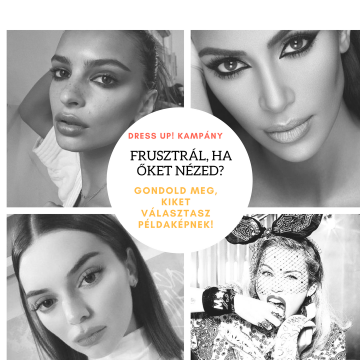 DRESS UP! KAMPÁNY
FRUSZTRÁL, HA
ŐKET NÉZED?
GONDOLD MEG,
KIKET
VÁLASZTASZ
PÉLDAKÉPNEK!